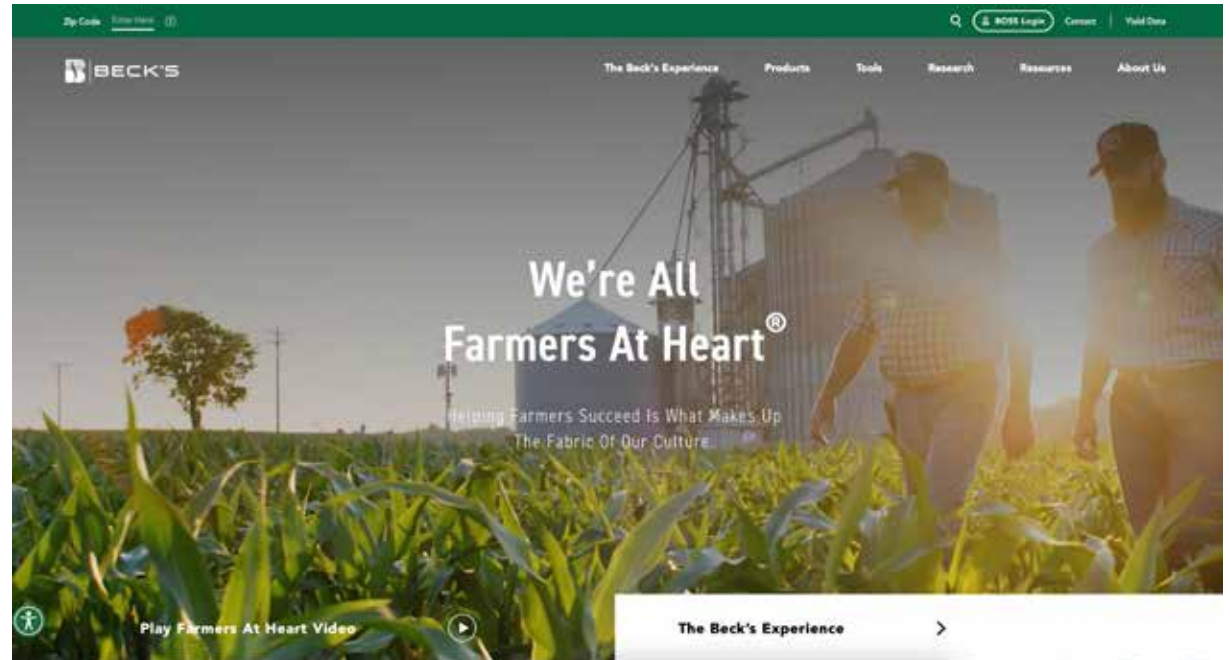 Zip Code Enter Here
BOSS Login Contact | Yield Data
BECK'S
The Beck's Experience Products Tools Research Resources About Us
We're All
Farmers At Heart®
Helping Farmers Succeed Is What Makes Up
The Fabric Of Our Culture.
Play Farmers At Heart Video
The Beck's Experience